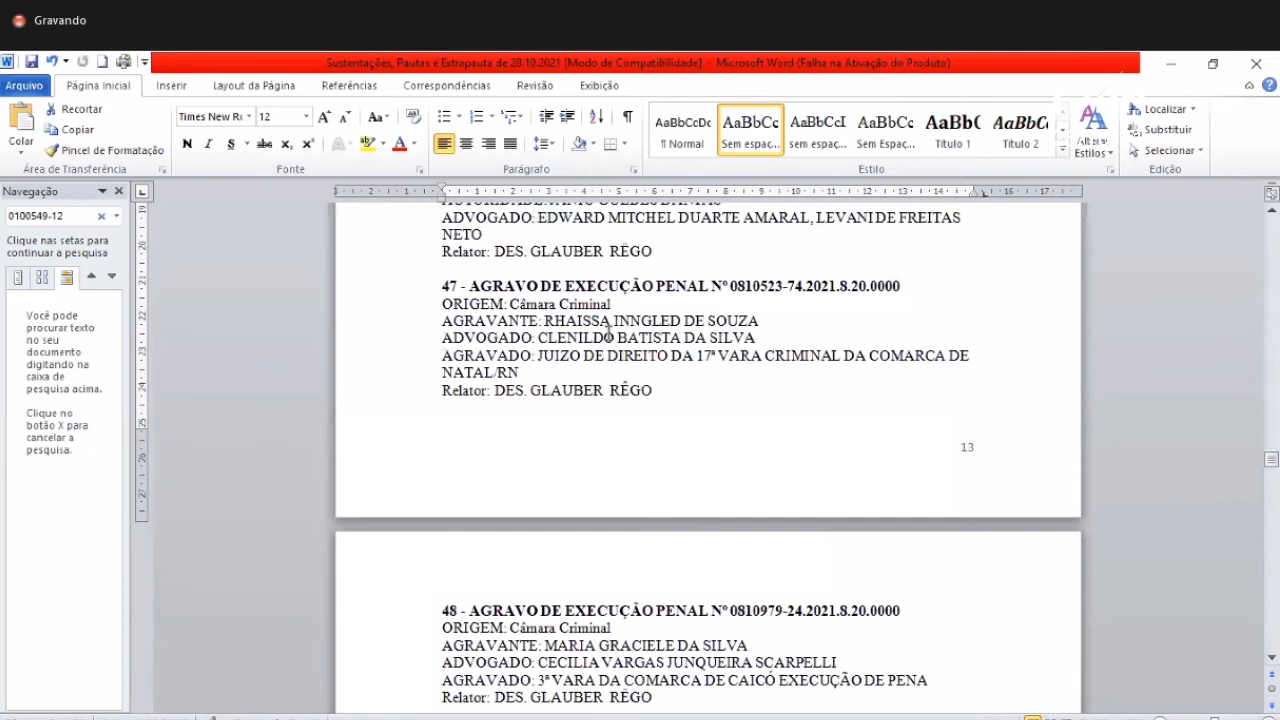 Gravando
Sustentações, Pautas e Extrapauta de 28.10.2021 [Modo de Compatibilidade] - Microsoft Word (Falha na Ativação do Produto)
Arquivo Página Inicial Inserir Layout da Página Referências Correspondências Revisão Exibição
Colar
Recortar
Copiar
Pincel de Formatação
Área de Transferência
Times New Ro 12
Fonte
Parágrafo
AaBbCcDc AaBbCc AaBbCcI AaBbCc AaBb( AaBbC
¶ Normal Sem espaç... sem espaç... Sem Espaç... Título 1 Título 2
Estilos
Estilo
Localizar
Substituir
Selecionar
Edição
Navegação
0100549-12
Clique nas setas para
continuar a pesquisa
Você pode
procurar texto
no seu
documento
digitando na
caixa de
pesquisa acima.
Clique no
botão X para
cancelar a
pesquisa.
ADVOGADO: EDWARD MITCHEL DUARTE AMARAL, LEVANI DE FREITAS
NETO
Relator: DES. GLAUBER RÊGO
47 - AGRAVO DE EXECUÇÃO PENAL Nº 0810523-74.2021.8.20.0000
ORIGEM: Câmara Criminal
AGRAVANTE: RHAISSA INNGLED DE SOUZA
ADVOGADO: CLENILDO BATISTA DA SILVA
AGRAVADO: JUIZO DE DIREITO DA 17ª VARA CRIMINAL DA COMARCA DE
NATAL/RN
Relator: DES. GLAUBER RÊGO
13
48 - AGRAVO DE EXECUÇÃO PENAL Nº 0810979-24.2021.8.20.0000
ORIGEM: Câmara Criminal
AGRAVANTE: MARIA GRACIELE DA SILVA
ADVOGADO: CECILIA VARGAS JUNQUEIRA SCARPELLI
AGRAVADO: 3ª VARA DA COMARCA DE CAICÓ EXECUÇÃO DE PENA
Relator: DES. GLAUBER RÊGO